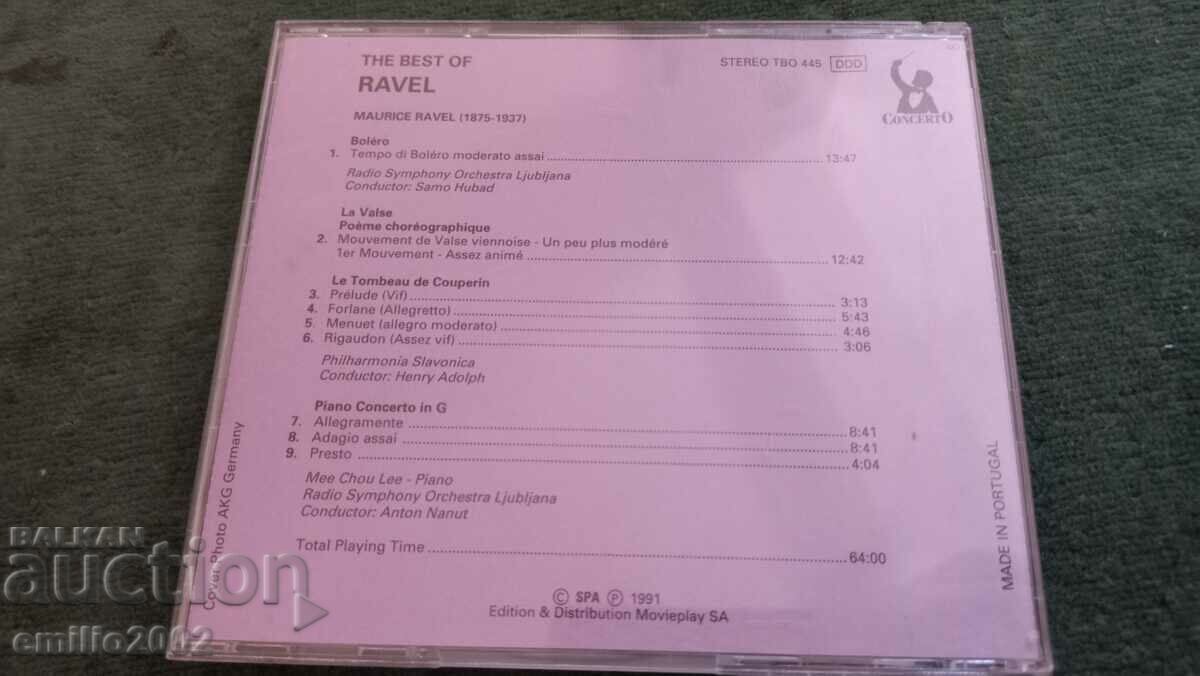 THE BEST OF
RAVEL
STEREO TBO 445 DDD
CONCERTO
MAURICE RAVEL (1875-1937)
Boléro
1. Tempo di Boléro moderato assai 13:47
Radio Symphony Orchestra Ljubljana
Conductor: Samo Hubad
La Valse
Poème choréographique
2. Mouvement de Valse viennoise - Un peu plus modéré
1er Mouvement - Assez animé 12:42
Le Tombeau de Couperin
3. Prélude (Vif) 3:13
4. Forlane (Allegretto) 5:43
5. Menuet (allegro moderato) 4:46
6. Rigaudon (Assez vif) 3:06
Philharmonia Slavonica
Conductor: Henry Adolph
Piano Concerto in G
7. Allegramente 8:41
8. Adagio assai 8:41
9. Presto 4:04
Mee Chou Lee - Piano
Radio Symphony Orchestra Ljubljana
Conductor: Anton Nanut
Total Playing Time 64:00
© SPA ℗ 1991
Edition & Distribution Movieplay SA
Cover Photo AKG Germany
MADE IN PORTUGAL
BALKAN
auction
emilio2002